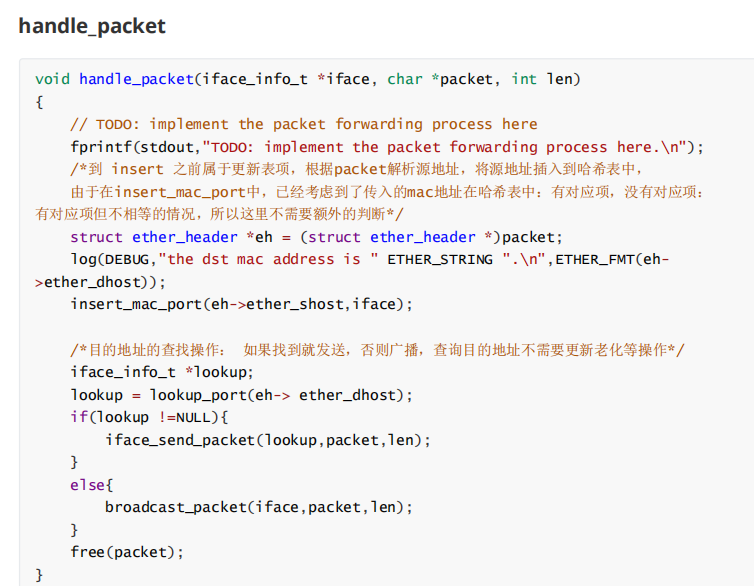 handle_packet
void handle_packet(iface_info_t *iface, char *packet, int len)
{
    // TODO: implement the packet forwarding process here
    fprintf(stdout,"TODO: implement the packet forwarding process here.\n");
    /*到 insert 之前属于更新表项，根据packet解析源地址，将源地址插入到哈希表中，
    由于在insert_mac_port中，已经考虑到了传入的mac地址在哈希表中：有对应项，没有对应项：
有对应项但不相等的情况，所以这里不需要额外的判断*/
    struct ether_header *eh = (struct ether_header *)packet;
    log(DEBUG,"the dst mac address is " ETHER_STRING ".\n",ETHER_FMT(eh-
>ether_dhost));
    insert_mac_port(eh->ether_shost,iface);
    /*目的地址的查找操作： 如果找到就发送，否则广播，查询目的地址不需要更新老化等操作*/
    iface_info_t *lookup;
    lookup = lookup_port(eh-> ether_dhost);
    if(lookup !=NULL){
        iface_send_packet(lookup,packet,len);
    }
    else{
        broadcast_packet(iface,packet,len);
    }
    free(packet);
}